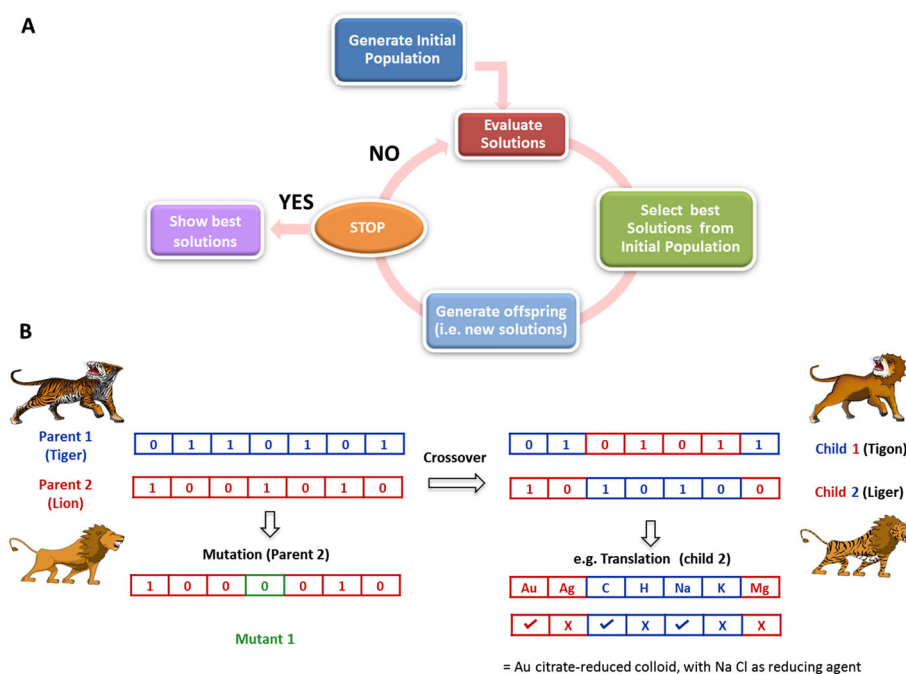 A
Generate Initial
Population
Evaluate
Solutions
NO
YES
Show best
solutions
STOP
Select best
Solutions from
Initial Population
Generate offspring
(i.e. new solutions)
B
Parent 1
(Tiger)
0 1 1 0 1 0 1
Crossover
0 1 0 1 0 1 1
Child 1 (Tigon)
Parent 2
(Lion)
1 0 0 1 0 1 0
1 0 1 0 1 0 0
Child 2 (Liger)
Mutation (Parent 2)
1 0 0 0 0 1 0
Mutant 1
e.g. Translation (child 2)
Au Ag C H Na K Mg
✓ X ✓ X ✓ X X
= Au citrate-reduced colloid, with Na Cl as reducing agent